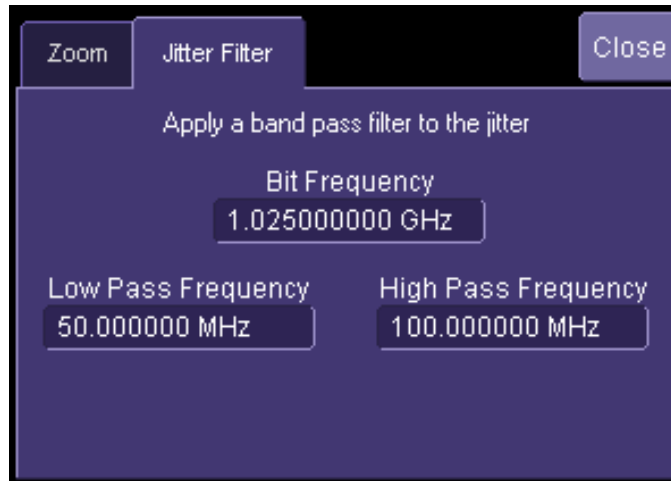 Zoom
Jitter Filter
Close
Apply a band pass filter to the jitter
Bit Frequency
1.025000000 GHz
Low Pass Frequency
High Pass Frequency
50.000000 MHz
100.000000 MHz